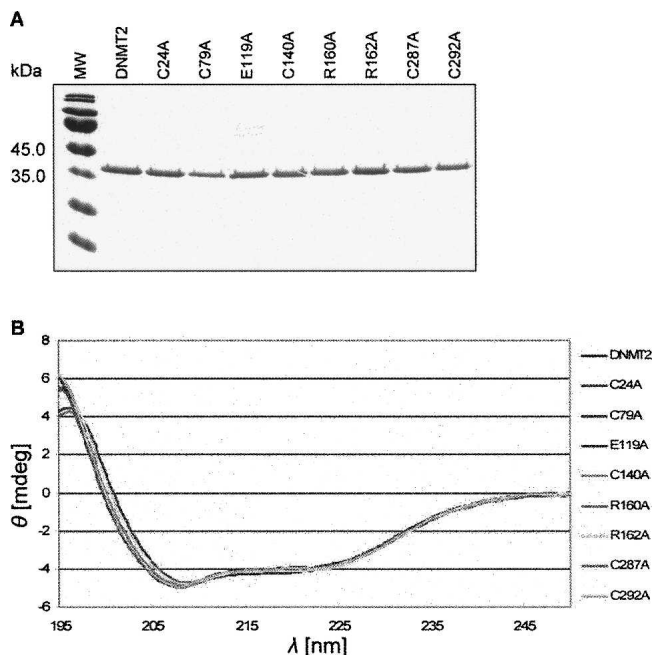 A
kDa
MW
DNMT2
C24A
C79A
E119A
C140A
R160A
R162A
C287A
C292A
45.0
35.0
B
8
6
4
2
0
-2
-4
-6
θ [mdeg]
195
205
215
225
235
245
λ [nm]
DNMT2
C24A
C79A
E119A
C140A
R160A
R162A
C287A
C292A